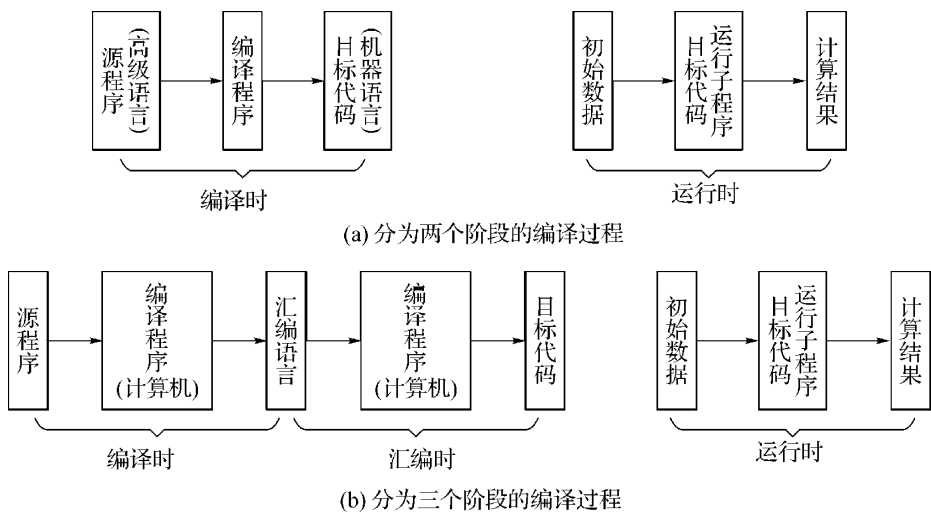 源程序
(高级语言)
编译程序
目标代码
(机器语言)
初始数据
目标代码
运行子程序
计算结果
编译时
运行时
(a) 分为两个阶段的编译过程
源程序
编译程序
(计算机)
汇编语言
编译程序
(计算机)
目标代码
初始数据
目标代码
运行子程序
计算结果
编译时
汇编时
运行时
(b) 分为三个阶段的编译过程